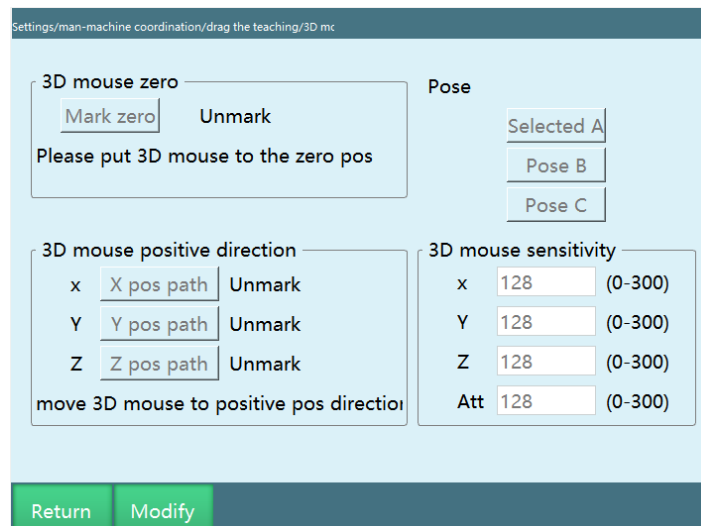 Settings/man-machine coordination/drag the teaching/3D mc
3D mouse zero
Mark zero Unmark
Please put 3D mouse to the zero pos
Pose
Selected A
Pose B
Pose C
3D mouse positive direction
x X pos path Unmark
Y Y pos path Unmark
Z Z pos path Unmark
move 3D mouse to positive pos direction
3D mouse sensitivity
x 128 (0-300)
Y 128 (0-300)
Z 128 (0-300)
Att 128 (0-300)
Return Modify